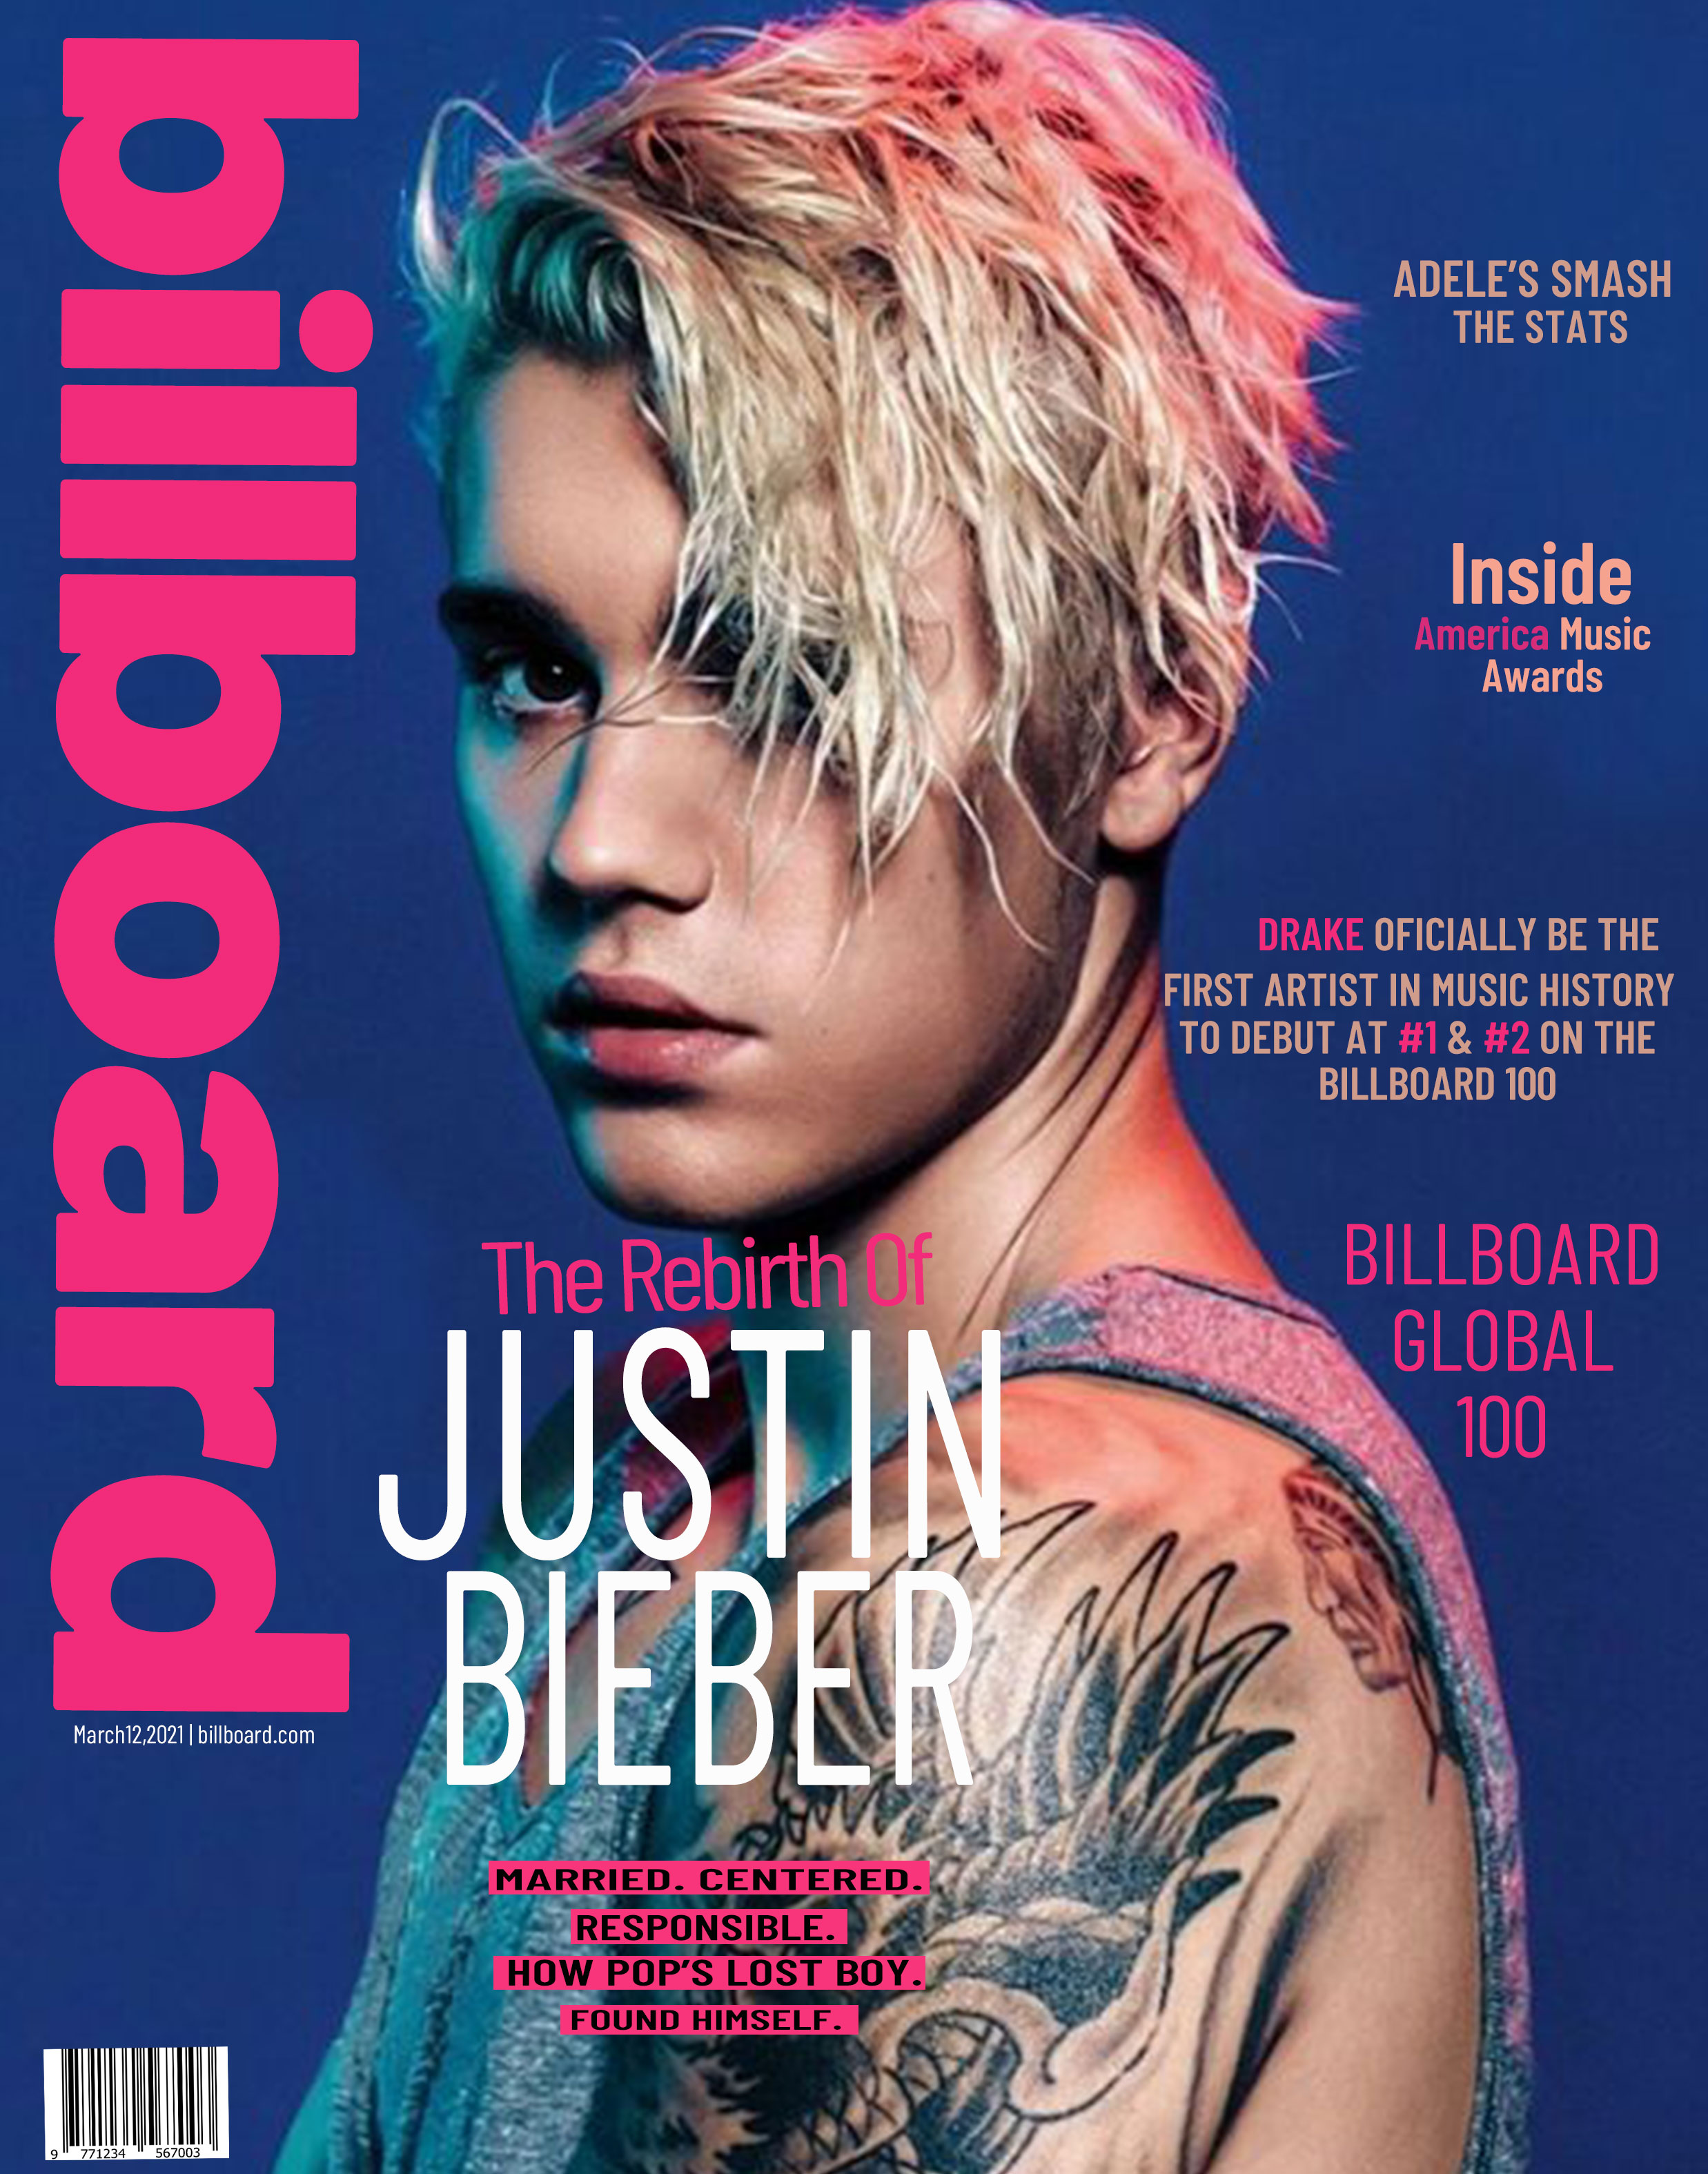 billboard
ADELE'S SMASH
THE STATS
Inside
America Music
Awards
DRAKE OFICIALLY BE THE
FIRST ARTIST IN MUSIC HISTORY
TO DEBUT AT #1 & #2 ON THE
BILLBOARD 100
BILLBOARD
GLOBAL
100
The Rebirth Of
JUSTIN
BIEBER
March12,2021 | billboard.com
MARRIED. CENTERED.
RESPONSIBLE.
HOW POP'S LOST BOY.
FOUND HIMSELF.
9 771234 567003